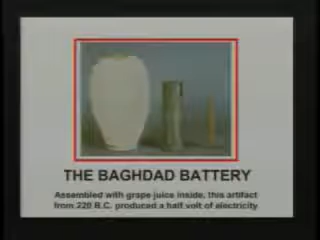 THE BAGHDAD BATTERY
Assembled with grape juice inside, this artifact
from 220 B.C. produced a half volt of electricity